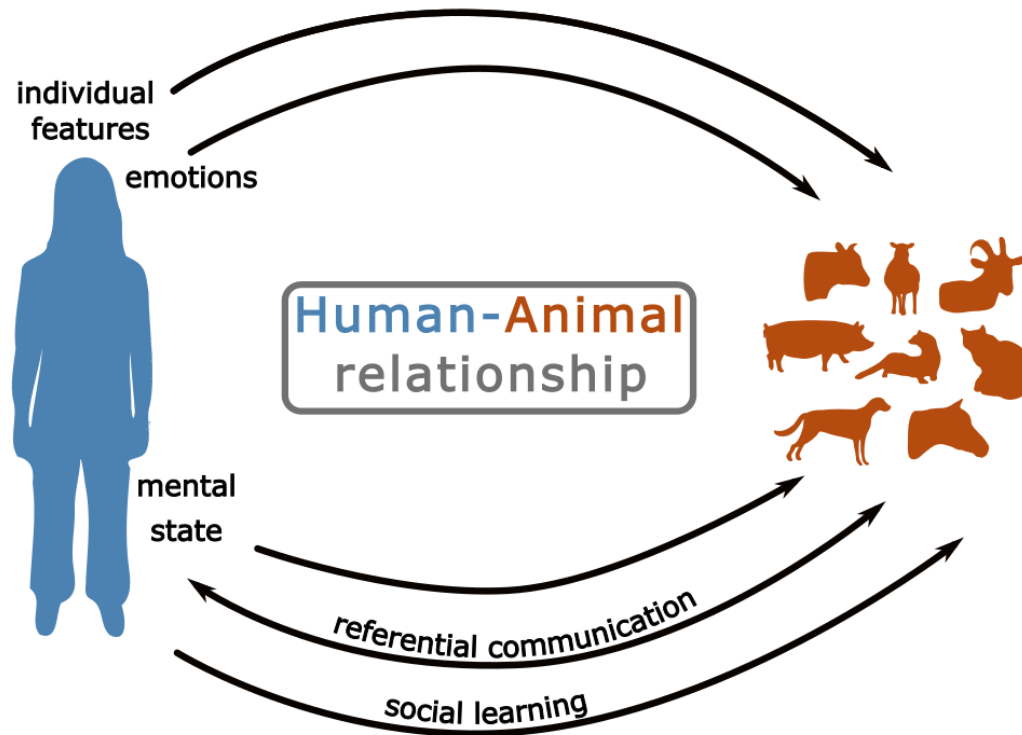 individual
features
emotions
Human-Animal
relationship
mental
state
referential communication
social learning